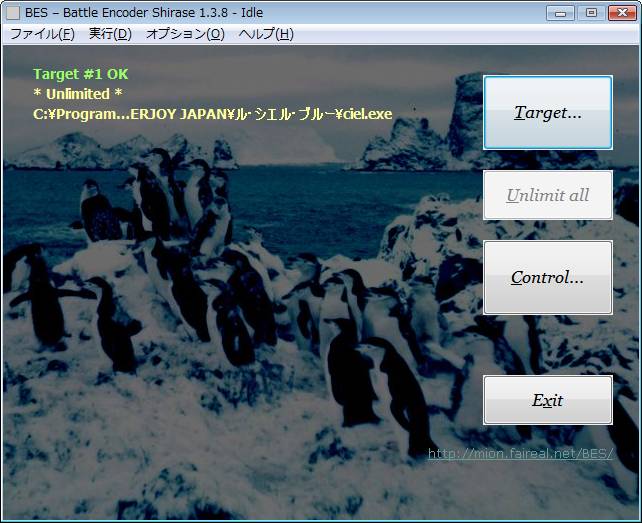 BES – Battle Encoder Shirase 1.3.8 - Idle
ファイル(F) 実行(D) オプション(O) ヘルプ(H)
Target #1 OK
* Unlimited *
C:¥Program...ERJOY JAPAN¥ル・シエル・ブルー¥ciel.exe
Target...
Unlimit all
Control...
Exit
http://mion.faireal.net/BES/